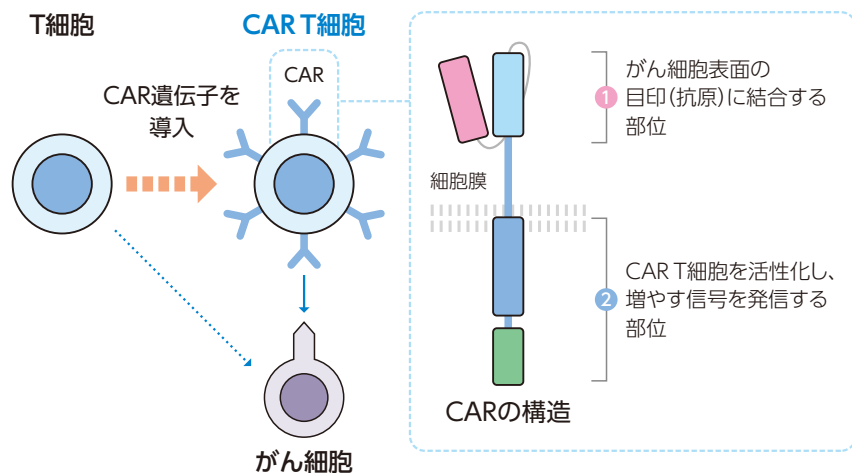 T細胞
CAR T細胞
CAR
CAR遺伝子を
導入
がん細胞
細胞膜
CARの構造
1
がん細胞表面の
目印(抗原)に結合する
部位
2
CAR T細胞を活性化し、
増やす信号を発信する
部位